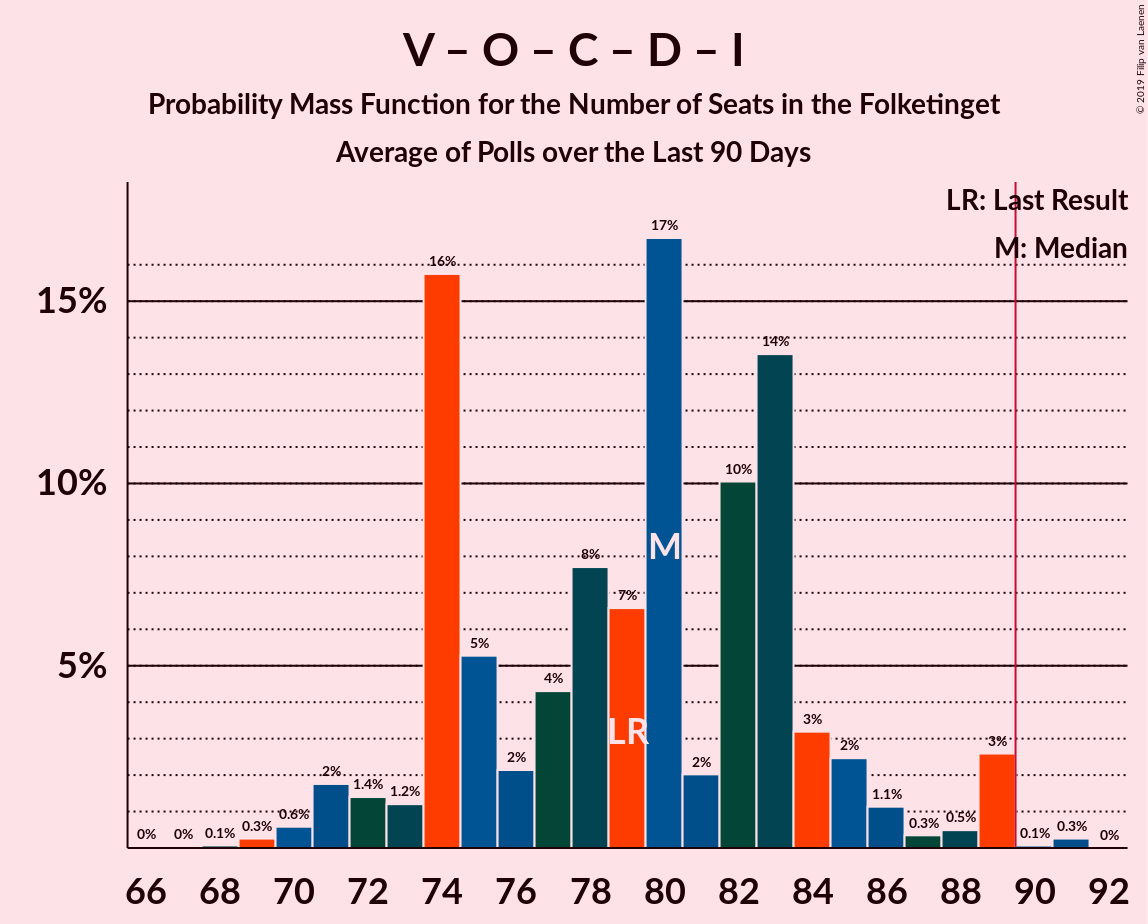 V – O – C – D – I
Probability Mass Function for the Number of Seats in the Folketinget
Average of Polls over the Last 90 Days
© 2019 Filip van Laenen
LR: Last Result
M: Median
15%
10%
5%
0% 0% 0.1% 0.3% 0.6% 2% 1.4% 1.2% 16% 5% 2% 4% 8% 7% 17% 2% 10% 14% 3% 2% 1.1% 0.3% 0.5% 3% 0.1% 0.3% 0%
M
LR
66 68 70 72 74 76 78 80 82 84 86 88 90 92